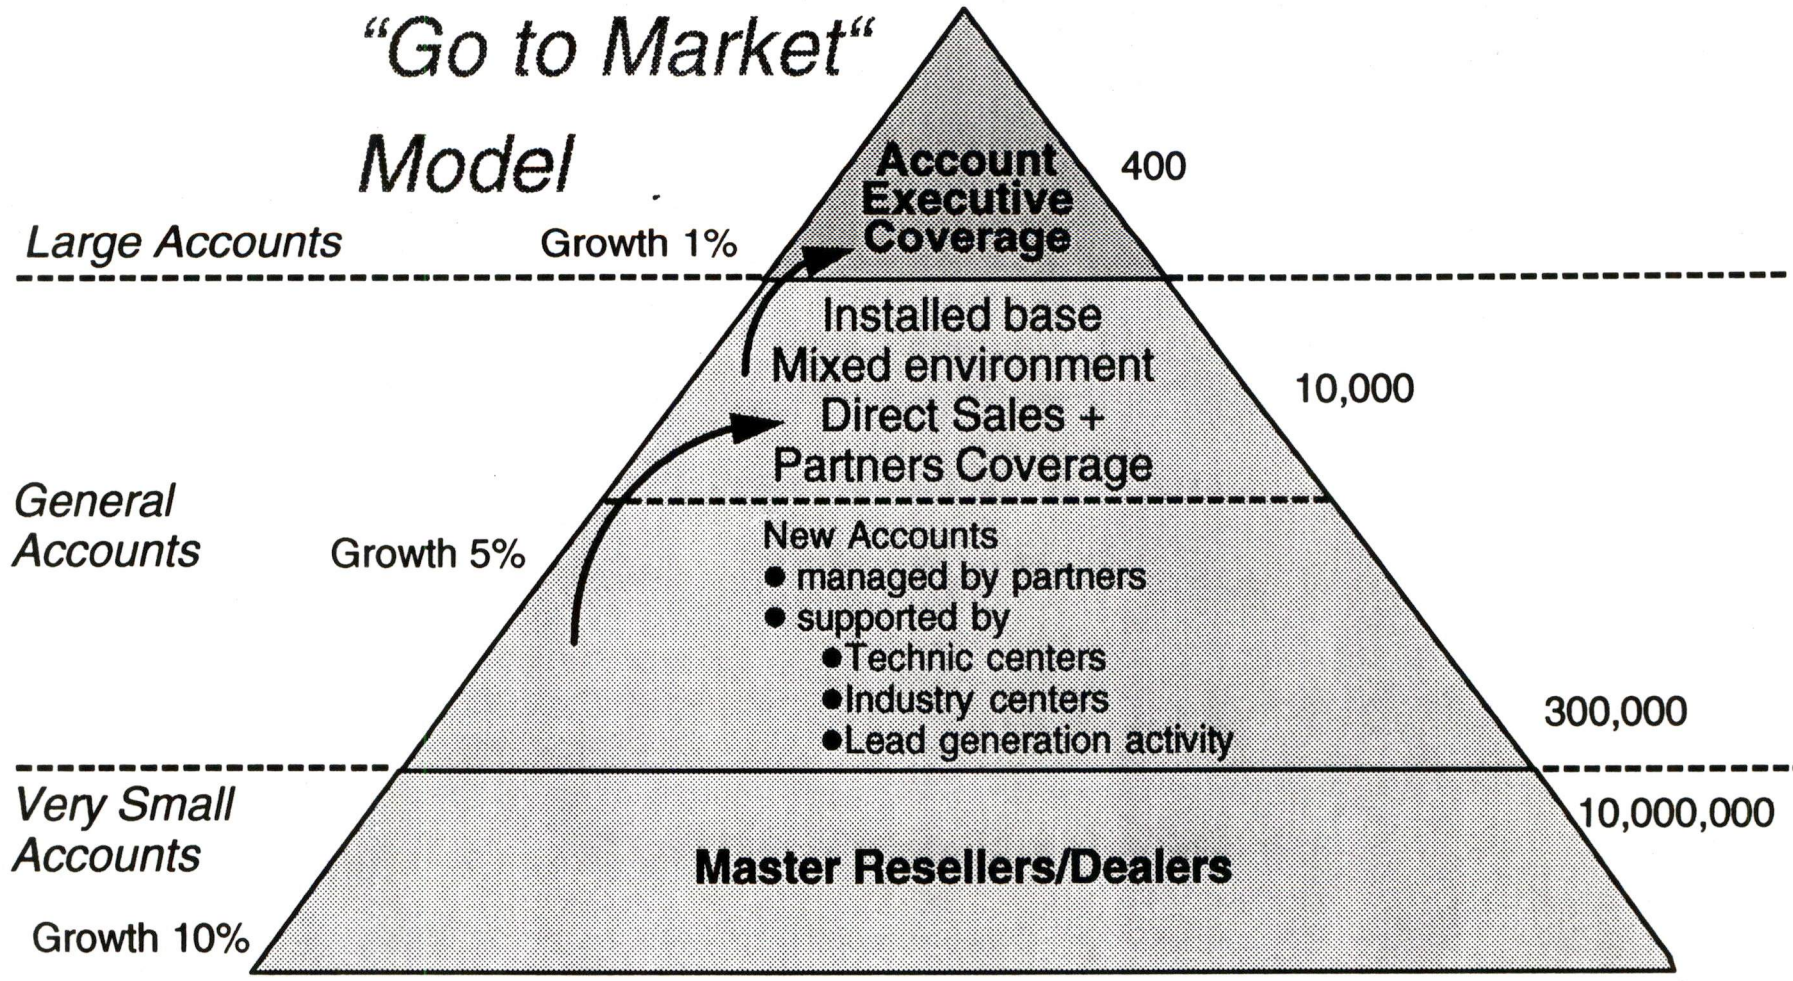 “Go to Market“
Model
Account
Executive
Coverage
400
Large Accounts
Growth 1%
Installed base
Mixed environment
Direct Sales +
Partners Coverage
10,000
General
Accounts
Growth 5%
New Accounts
● managed by partners
● supported by
●Technic centers
●Industry centers
●Lead generation activity
300,000
Very Small
Accounts
10,000,000
Master Resellers/Dealers
Growth 10%